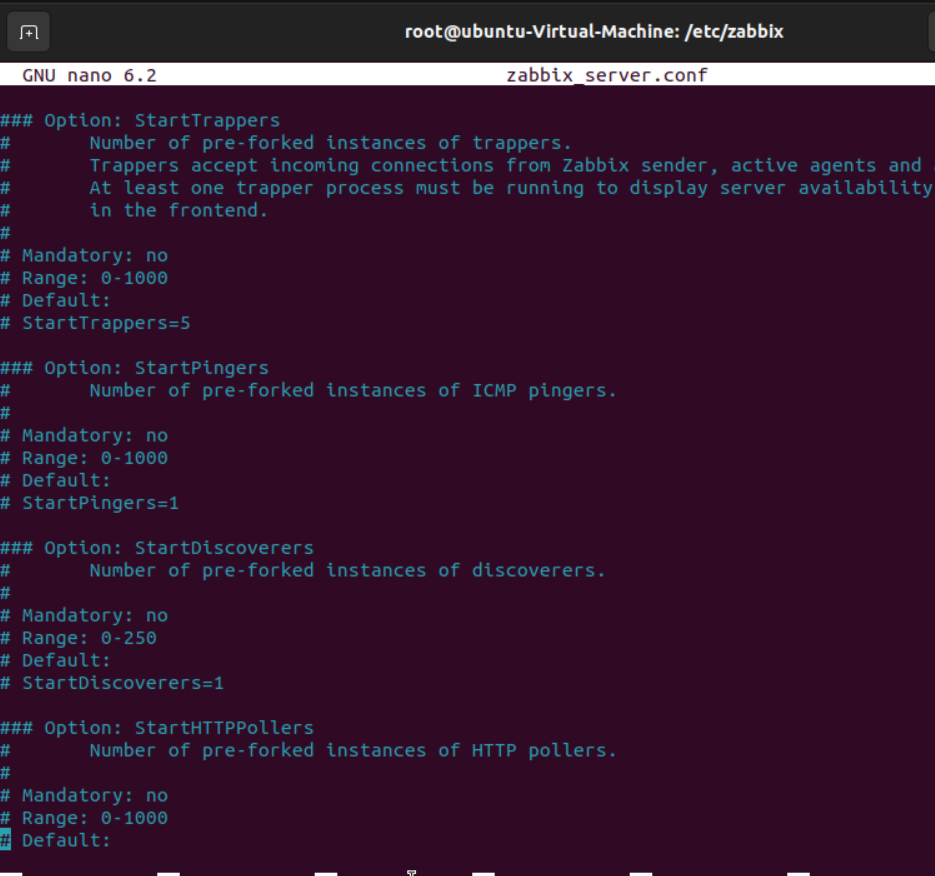 root@ubuntu-Virtual-Machine: /etc/zabbix
GNU nano 6.2 zabbix_server.conf
### Option: StartTrappers
# Number of pre-forked instances of trappers.
# Trappers accept incoming connections from Zabbix sender, active agents and
# At least one trapper process must be running to display server availability
# in the frontend.
#
# Mandatory: no
# Range: 0-1000
# Default:
# StartTrappers=5
### Option: StartPingers
# Number of pre-forked instances of ICMP pingers.
#
# Mandatory: no
# Range: 0-1000
# Default:
# StartPingers=1
### Option: StartDiscoverers
# Number of pre-forked instances of discoverers.
#
# Mandatory: no
# Range: 0-250
# Default:
# StartDiscoverers=1
### Option: StartHTTPPollers
# Number of pre-forked instances of HTTP pollers.
#
# Mandatory: no
# Range: 0-1000
# Default: